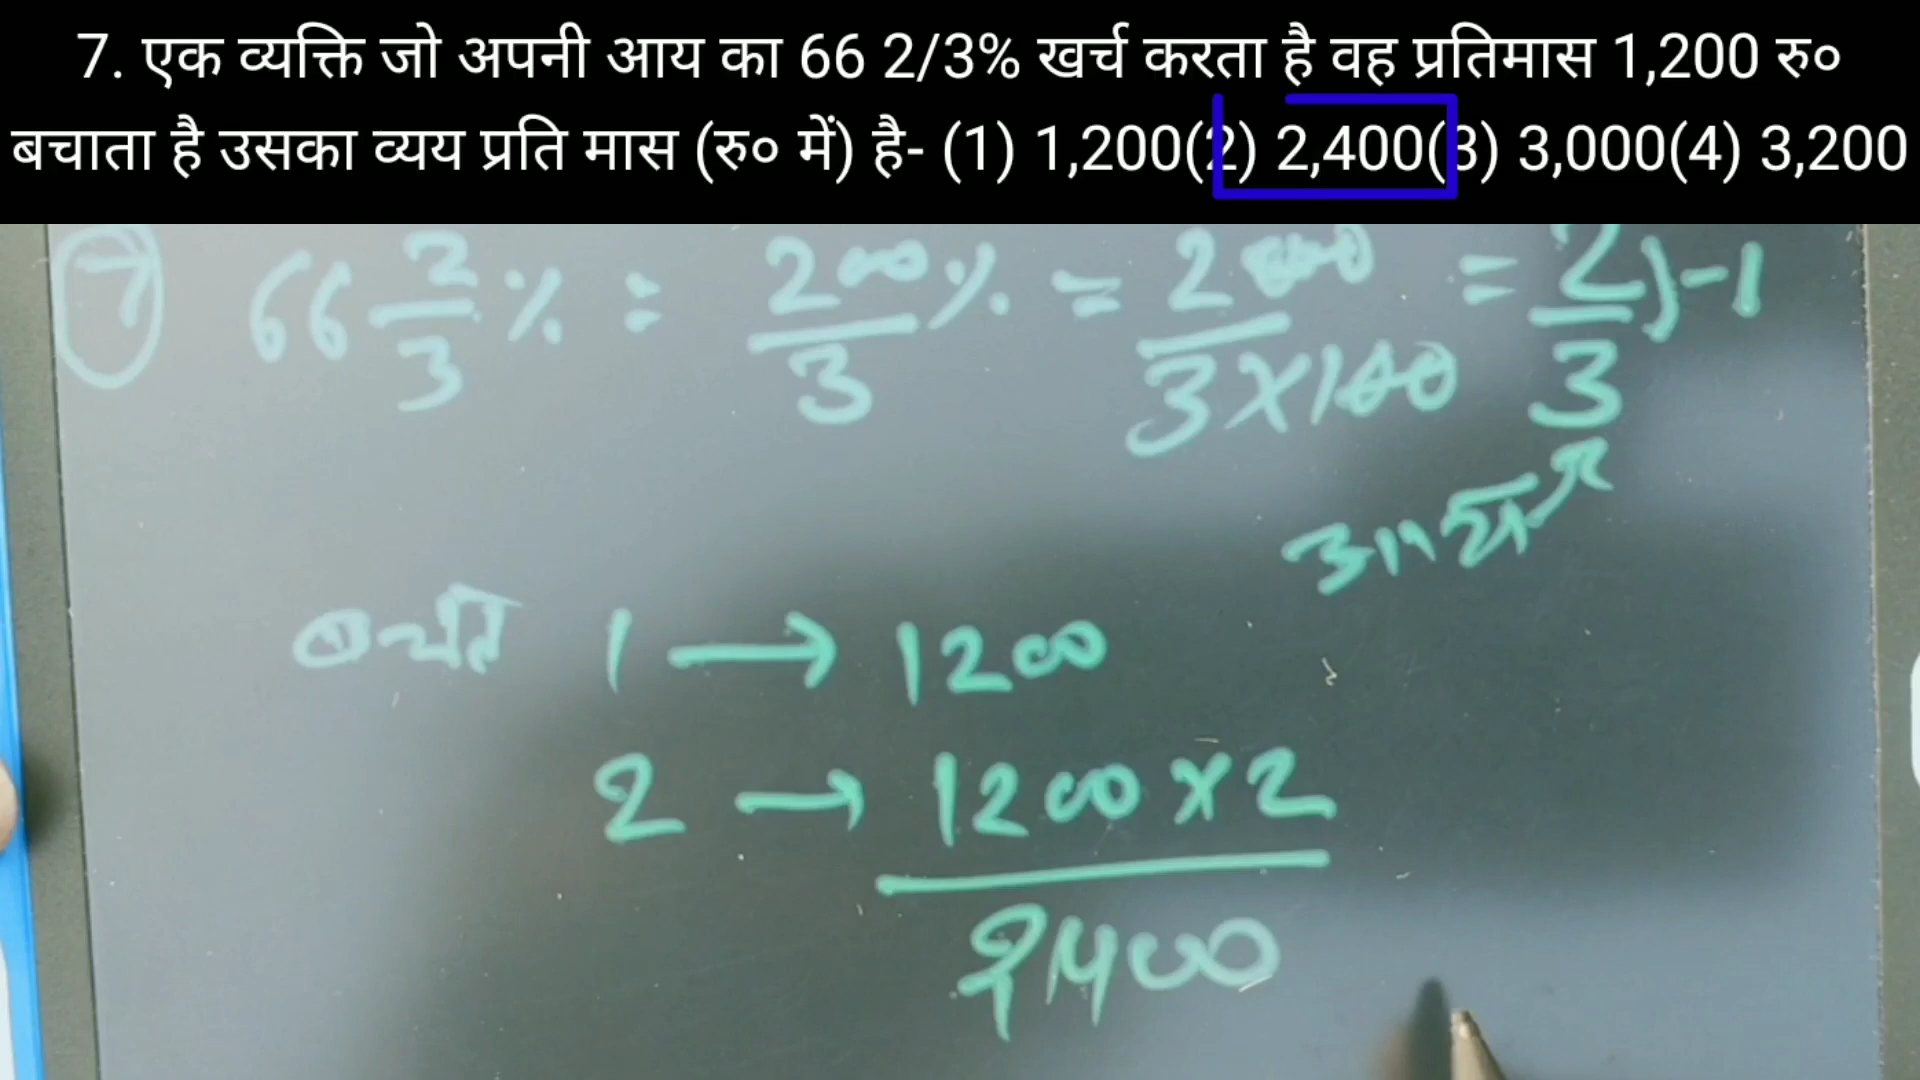 7. एक व्यक्ति जो अपनी आय का 66 2/3% खर्च करता है वह प्रतिमास 1,200 रु०
बचाता है उसका व्यय प्रति मास (रु० में) है- (1) 1,200(2) 2,400(3) 3,000(4) 3,200
7 66 2/3 % = 200/3 % = 200/3×100 = 2/3 ) - 1
आय
बचत 1 → 1200
2 → 1200 × 2
2400